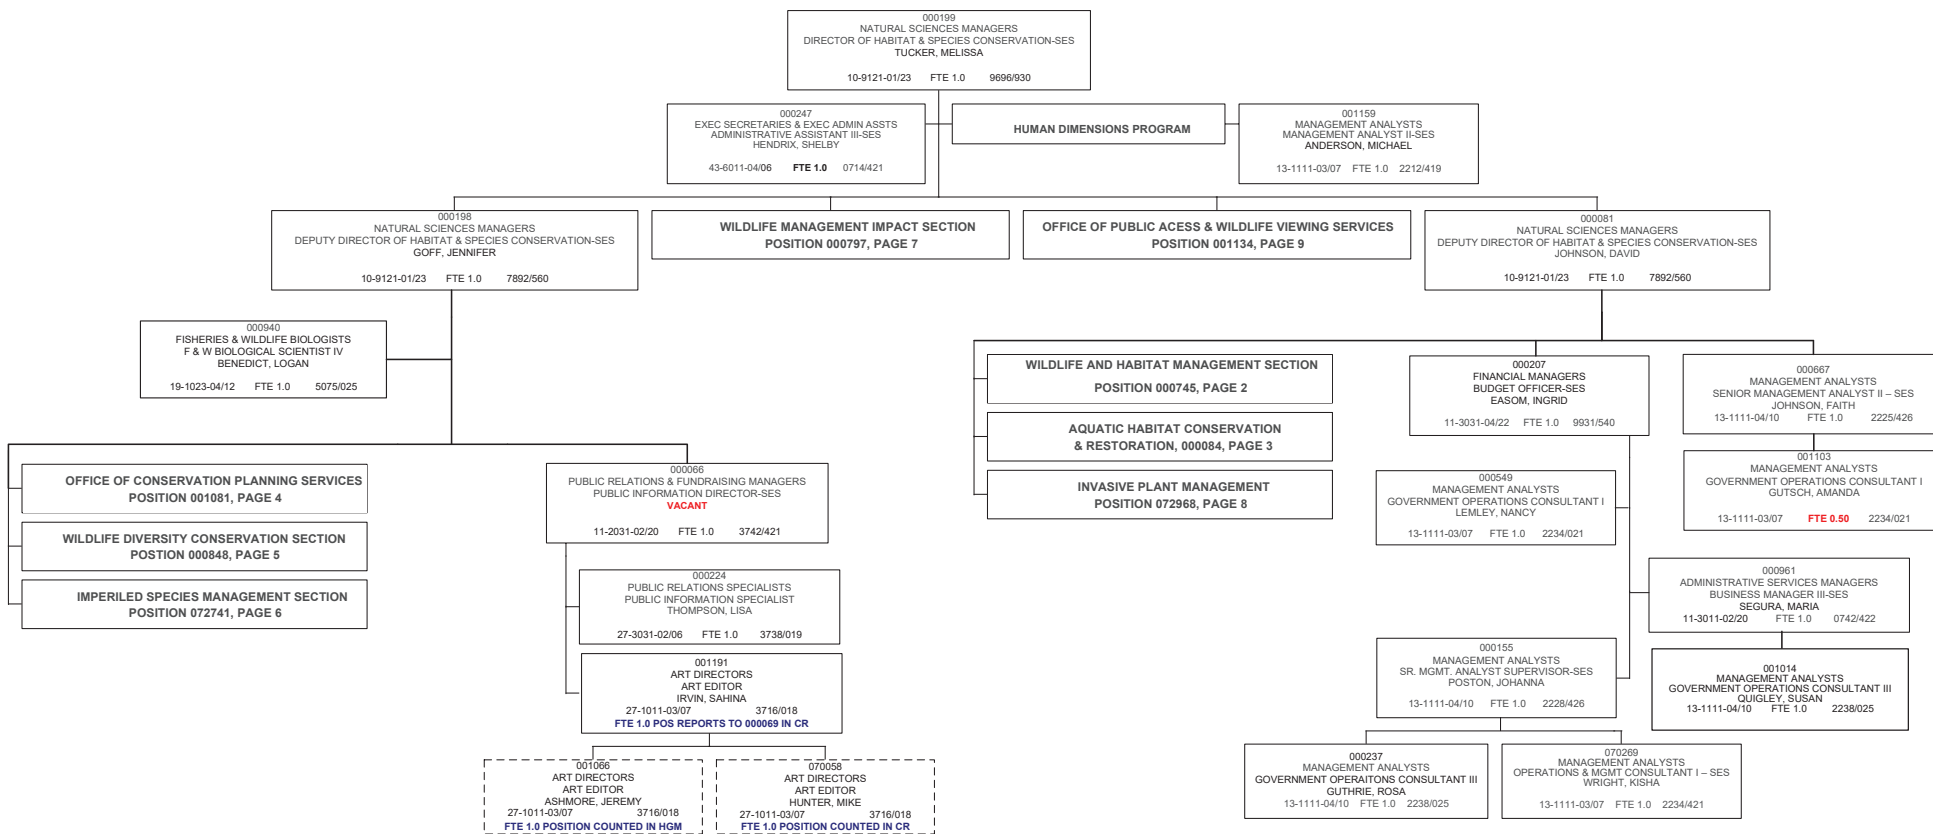 000199
NATURAL SCIENCES MANAGERS
DIRECTOR OF HABITAT & SPECIES CONSERVATION-SES
TUCKER, MELISSA
10-9121-01/23 FTE 1.0 9696/930
000247
EXEC SECRETARIES & EXEC ADMIN ASSTS
ADMINISTRATIVE ASSISTANT III-SES
HENDRIX, SHELBY
43-6011-04/06 FTE 1.0 0714/421
HUMAN DIMENSIONS PROGRAM
001159
MANAGEMENT ANALYSTS
MANAGEMENT ANALYST II-SES
ANDERSON, MICHAEL
13-1111-03/07 FTE 1.0 2212/419
000198
NATURAL SCIENCES MANAGERS
DEPUTY DIRECTOR OF HABITAT & SPECIES CONSERVATION-SES
GOFF, JENNIFER
10-9121-01/23 FTE 1.0 7892/560
WILDLIFE MANAGEMENT IMPACT SECTION
POSITION 000797, PAGE 7
OFFICE OF PUBLIC ACESS & WILDLIFE VIEWING SERVICES
POSITION 001134, PAGE 9
000081
NATURAL SCIENCES MANAGERS
DEPUTY DIRECTOR OF HABITAT & SPECIES CONSERVATION-SES
JOHNSON, DAVID
10-9121-01/23 FTE 1.0 7892/560
000940
FISHERIES & WILDLIFE BIOLOGISTS
F & W BIOLOGICAL SCIENTIST IV
BENEDICT, LOGAN
19-1023-04/12 FTE 1.0 5075/025
WILDLIFE AND HABITAT MANAGEMENT SECTION
POSITION 000745, PAGE 2
000207
FINANCIAL MANAGERS
BUDGET OFFICER-SES
EASOM, INGRID
11-3031-04/22 FTE 1.0 9931/540
000667
MANAGEMENT ANALYSTS
SENIOR MANAGEMENT ANALYST II – SES
JOHNSON, FAITH
13-1111-04/10 FTE 1.0 2225/426
AQUATIC HABITAT CONSERVATION
& RESTORATION, 000084, PAGE 3
001103
MANAGEMENT ANALYSTS
GOVERNMENT OPERATIONS CONSULTANT I
GUTSCH, AMANDA
13-1111-03/07 FTE 0.50 2234/021
OFFICE OF CONSERVATION PLANNING SERVICES
POSITION 001081, PAGE 4
000066
PUBLIC RELATIONS & FUNDRAISING MANAGERS
PUBLIC INFORMATION DIRECTOR-SES
VACANT
11-2031-02/20 FTE 1.0 3742/421
INVASIVE PLANT MANAGEMENT
POSITION 072968, PAGE 8
000549
MANAGEMENT ANALYSTS
GOVERNMENT OPERATIONS CONSULTANT I
LEMLEY, NANCY
13-1111-03/07 FTE 1.0 2234/021
WILDLIFE DIVERSITY CONSERVATION SECTION
POSTION 000848, PAGE 5
IMPERILED SPECIES MANAGEMENT SECTION
POSITION 072741, PAGE 6
000224
PUBLIC RELATIONS SPECIALISTS
PUBLIC INFORMATION SPECIALIST
THOMPSON, LISA
27-3031-02/06 FTE 1.0 3738/019
000961
ADMINISTRATIVE SERVICES MANAGERS
BUSINESS MANAGER III-SES
SEGURA, MARIA
11-3011-02/20 FTE 1.0 0742/422
001191
ART DIRECTORS
ART EDITOR
IRVIN, SAHINA
27-1011-03/07 3716/018
FTE 1.0 POS REPORTS TO 000069 IN CR
000155
MANAGEMENT ANALYSTS
SR. MGMT. ANALYST SUPERVISOR-SES
POSTON, JOHANNA
13-1111-04/10 FTE 1.0 2228/426
001014
MANAGEMENT ANALYSTS
GOVERNMENT OPERATIONS CONSULTANT III
QUIGLEY, SUSAN
13-1111-04/10 FTE 1.0 2238/025
001066
ART DIRECTORS
ART EDITOR
ASHMORE, JEREMY
27-1011-03/07 3716/018
FTE 1.0 POSITION COUNTED IN HGM
070058
ART DIRECTORS
ART EDITOR
HUNTER, MIKE
27-1011-03/07 3716/018
FTE 1.0 POSITION COUNTED IN CR
000237
MANAGEMENT ANALYSTS
GOVERNMENT OPERAITONS CONSULTANT III
GUTHRIE, ROSA
13-1111-04/10 FTE 1.0 2238/025
070269
MANAGEMENT ANALYSTS
OPERATIONS & MGMT CONSULTANT I – SES
WRIGHT, KISHA
13-1111-03/07 FTE 1.0 2234/421